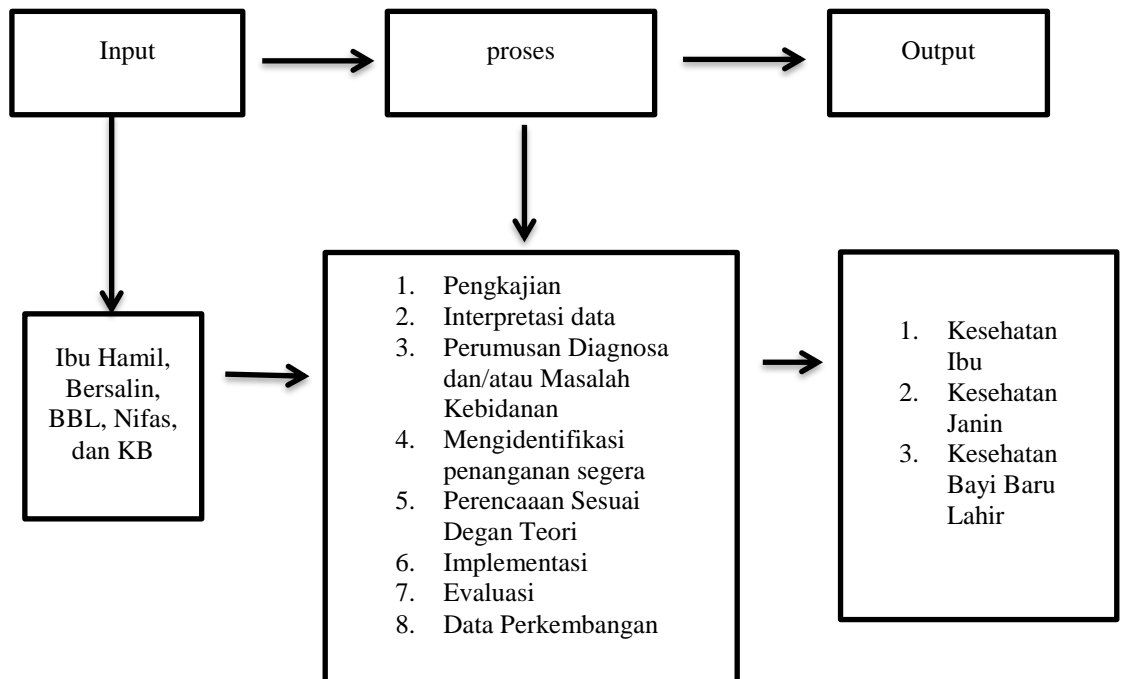 Input
proses
Output
Ibu Hamil,
Bersalin,
BBL, Nifas,
dan KB
1. Pengkajian
2. Interpretasi data
3. Perumusan Diagnosa
dan/atau Masalah
Kebidanan
4. Mengidentifikasi
penanganan segera
5. Perencaaan Sesuai
Degan Teori
6. Implementasi
7. Evaluasi
8. Data Perkembangan
1. Kesehatan
Ibu
2. Kesehatan
Janin
3. Kesehatan
Bayi Baru
Lahir